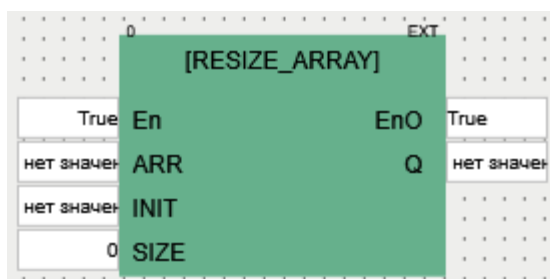 0 EXT
[RESIZE_ARRAY]
True En EnO True
нет значен ARR Q нет значен
нет значен INIT
0 SIZE